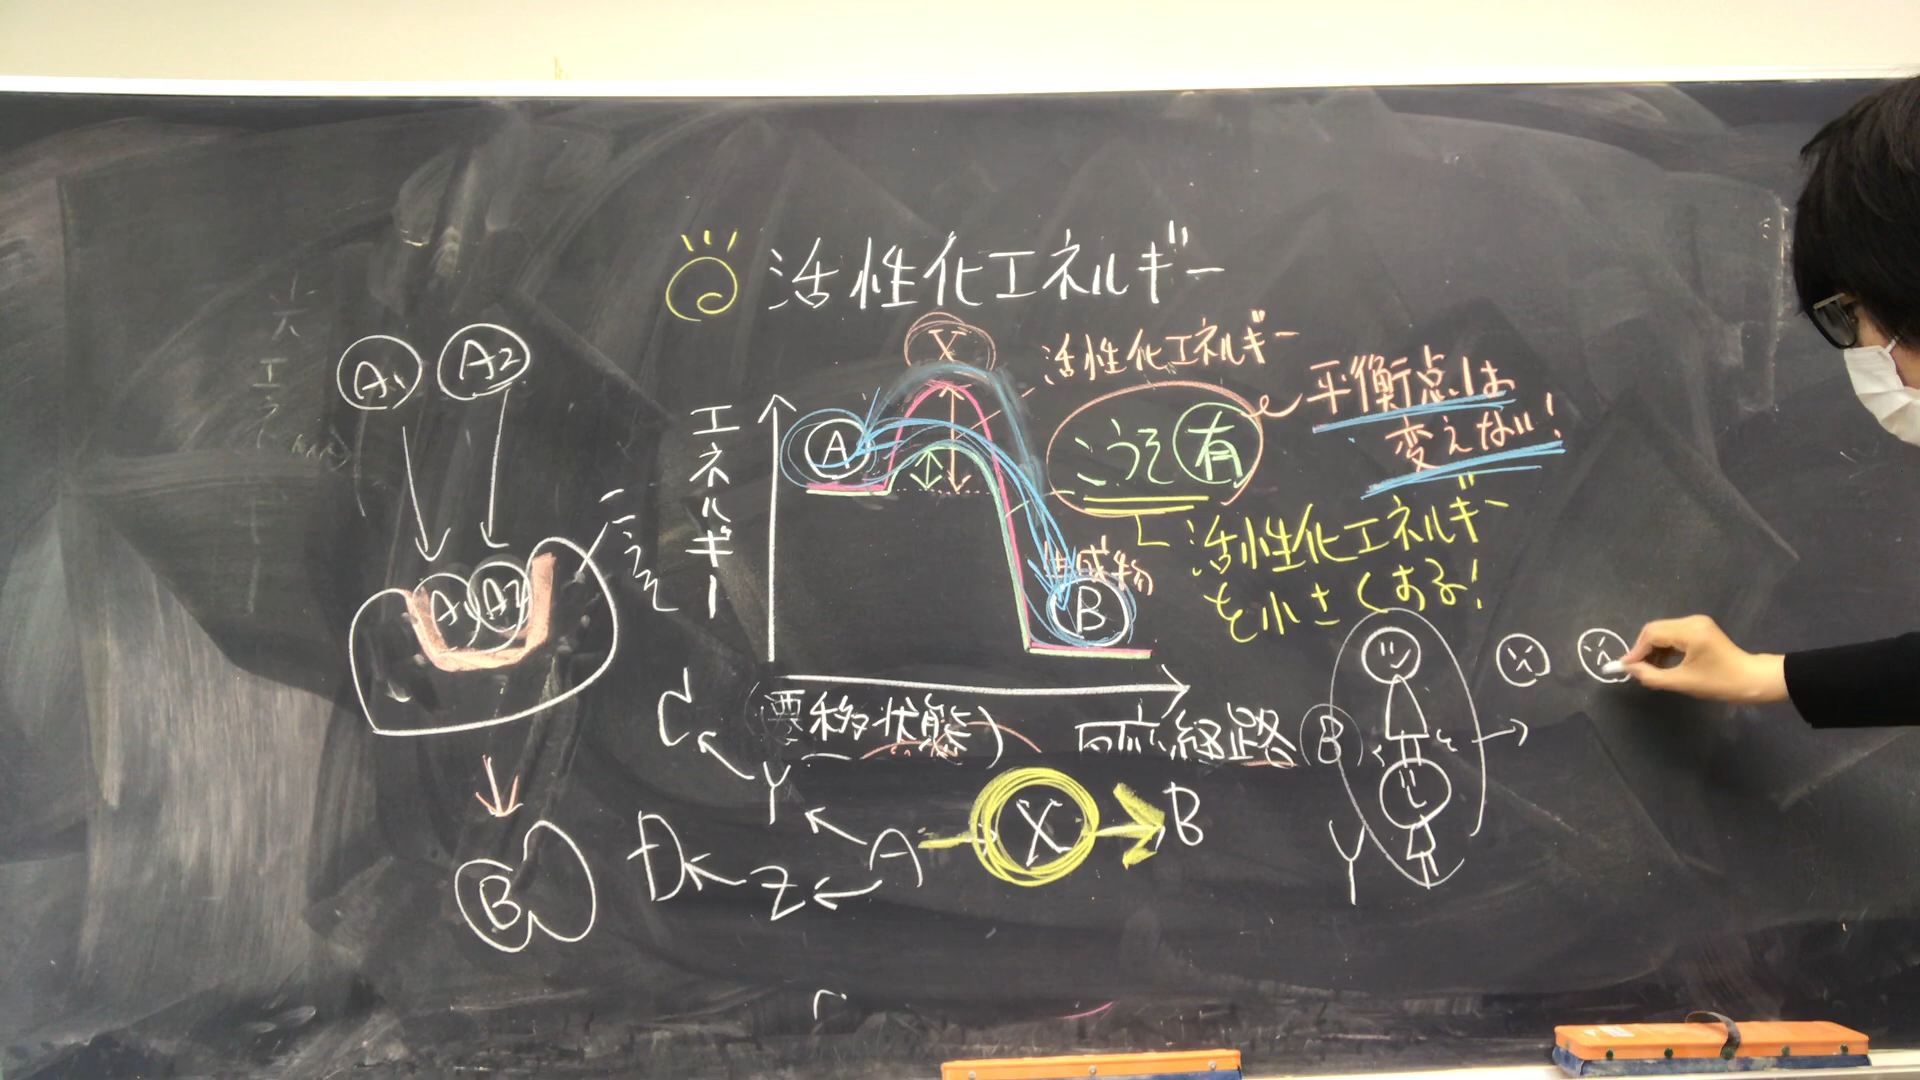 活性化エネルギー
A1 A2
A1 A2
こうそ
B
エネルギー
X
活性化エネルギー
A
こうそ有
平衡点は
変えない!
活性化エネルギー
を小さくする!
生成物
B
(遷移状態)
反応経路
C
Y
D
Z
A
X
B
B
Y